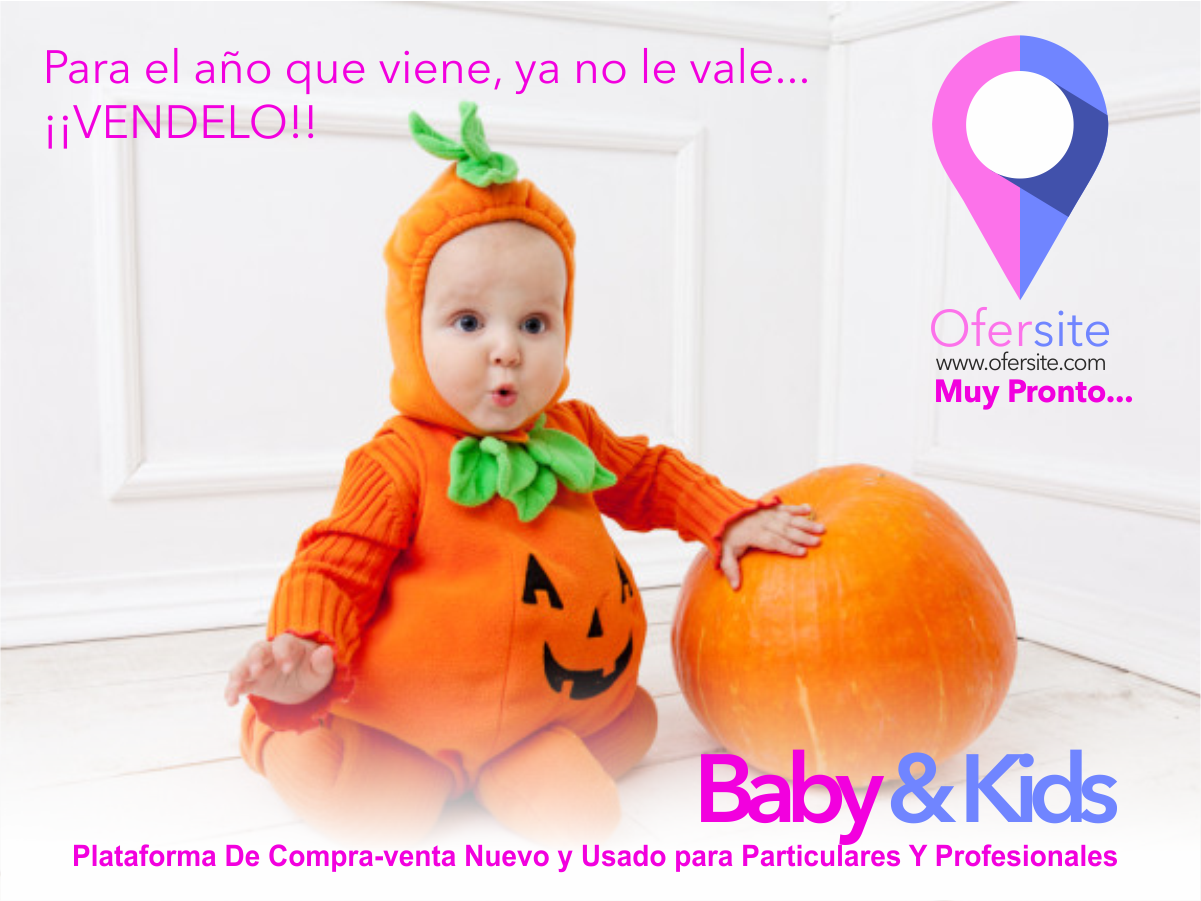 Para el año que viene, ya no le vale...
¡¡VENDELO!!
Ofersite
www.ofersite.com
Muy Pronto...
Baby & Kids
Plataforma De Compra-venta Nuevo y Usado para Particulares Y Profesionales